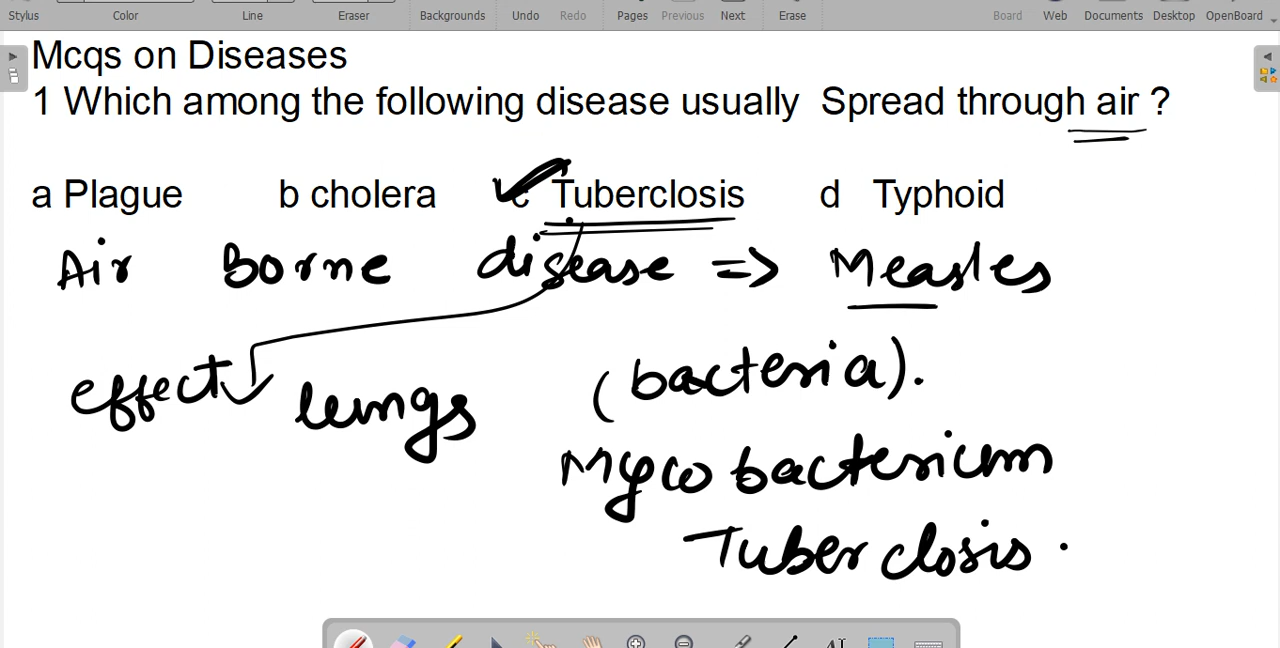 Stylus Color Line Eraser Backgrounds Undo Redo Pages Previous Next Erase Board Web Documents Desktop OpenBoard
Mcqs on Diseases
1 Which among the following disease usually Spread through air ?
a Plague b cholera c Tuberclosis d Typhoid
Air Borne disease => Measles
effect lungs (bacteria).
Myco bacterium
Tuber closis .